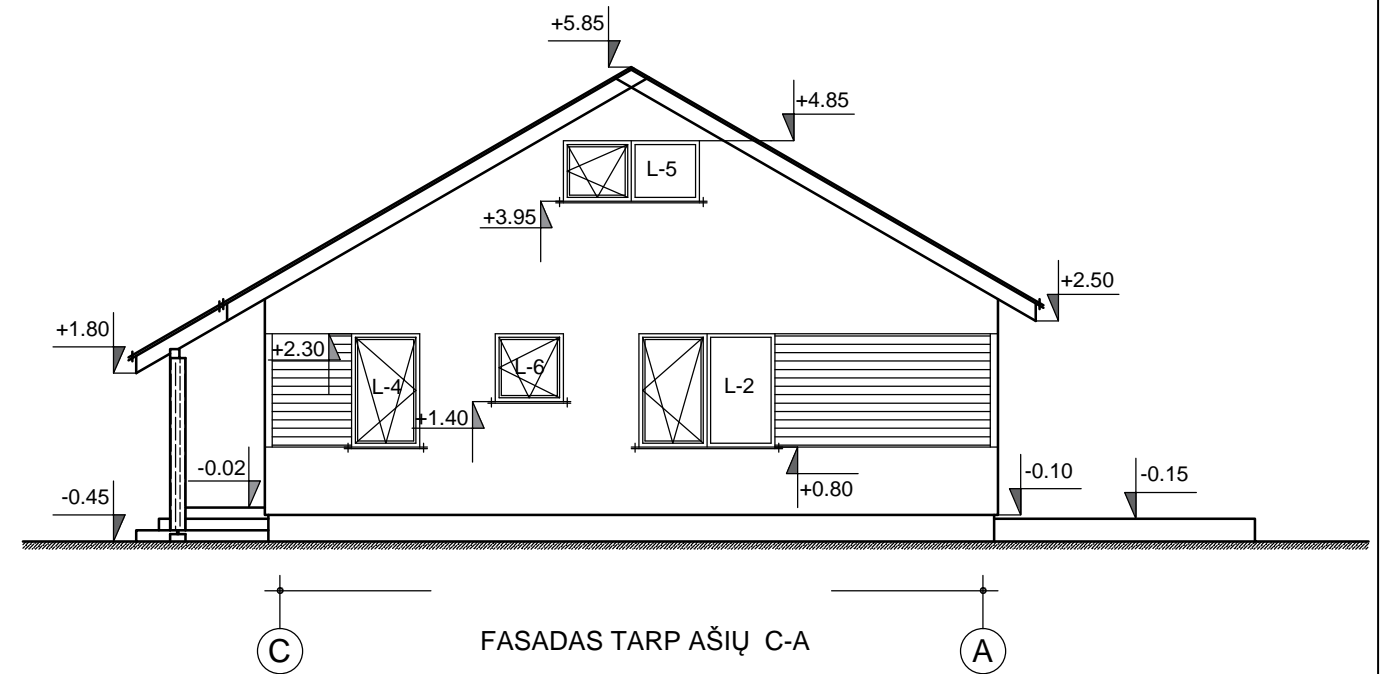 +5.85
+4.85
L-5
+3.95
+2.50
+1.80
+2.30
L-6
L-4
L-2
+1.40
-0.02
-0.10
-0.15
-0.45
+0.80
C
FASADAS TARP AŠIŲ C-A
A